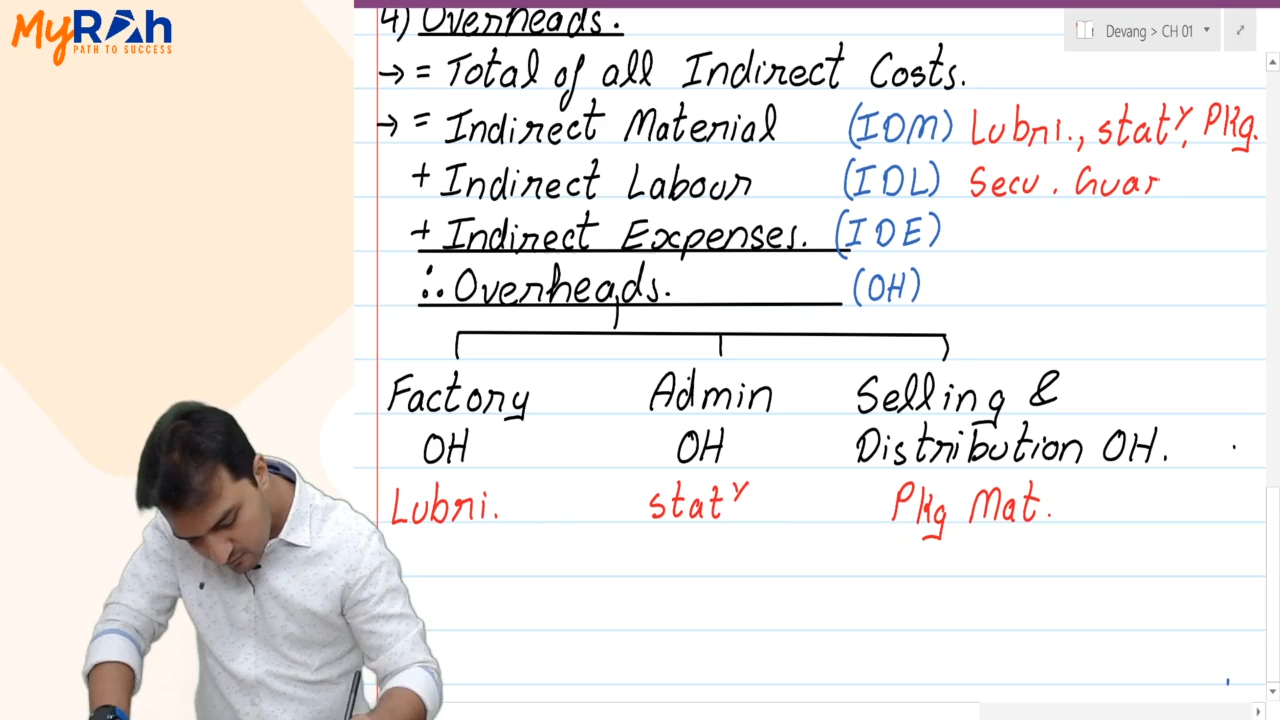 MyRAh
PATH TO SUCCESS
Devang > CH 01
4) Overheads.
→ = Total of all Indirect Costs.
→ = Indirect Material (IDM) Lubri., statʸ, Pkg.
+ Indirect Labour (IDL) Secu. Guar
+ Indirect Expenses. (IDE)
∴ Overheads. (OH)
Factory Admin Selling &
OH OH Distribution OH.
Lubri. statʸ Pkg Mat.